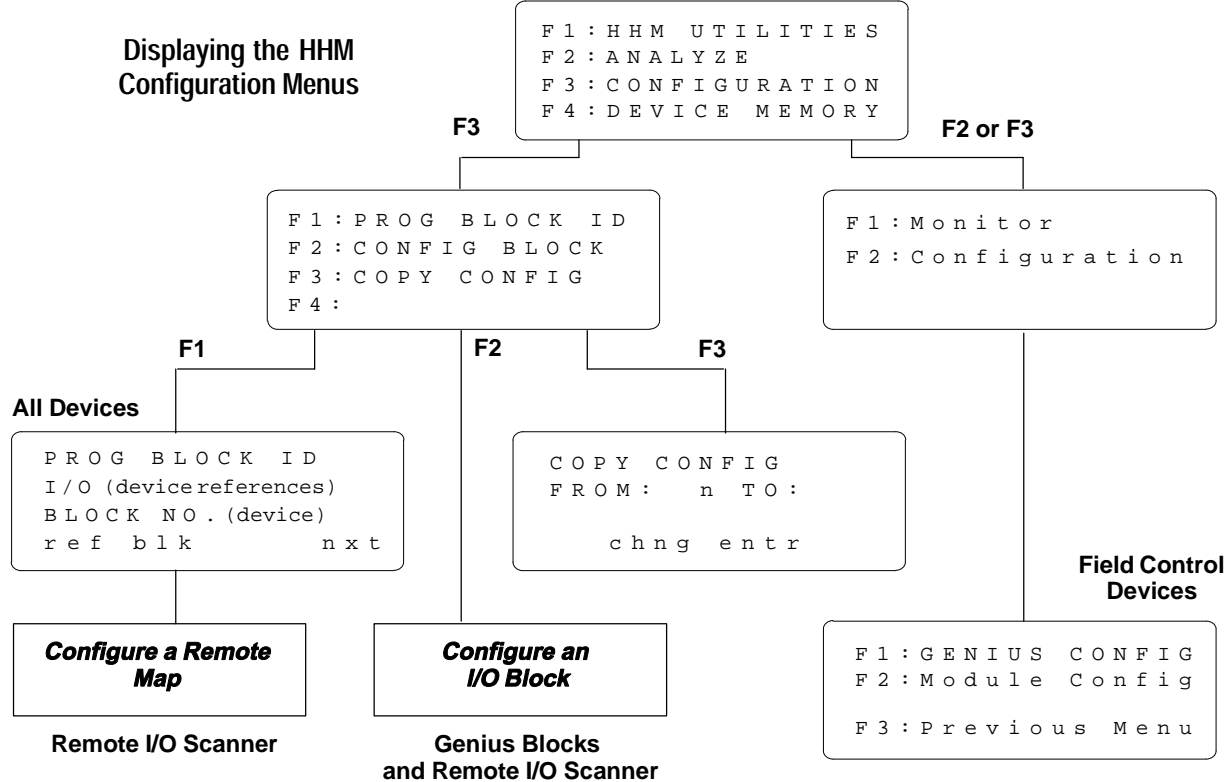 Displaying the HHM
Configuration Menus
F1:HHM UTILITIES
F2:ANALYZE
F3:CONFIGURATION
F4:DEVICE MEMORY
F3
F2 or F3
F1:PROG BLOCK ID
F2:CONFIG BLOCK
F3:COPY CONFIG
F4:
F1:Monitor
F2:Configuration
F1
F2
F3
All Devices
PROG BLOCK ID
I/O (device references)
BLOCK NO. (device)
ref blk nxt
COPY CONFIG
FROM: n TO:
chng entr
Configure a Remote
Map
Remote I/O Scanner
Configure an
I/O Block
Genius Blocks
and Remote I/O Scanner
Field Control
Devices
F1:GENIUS CONFIG
F2:Module Config
F3:Previous Menu